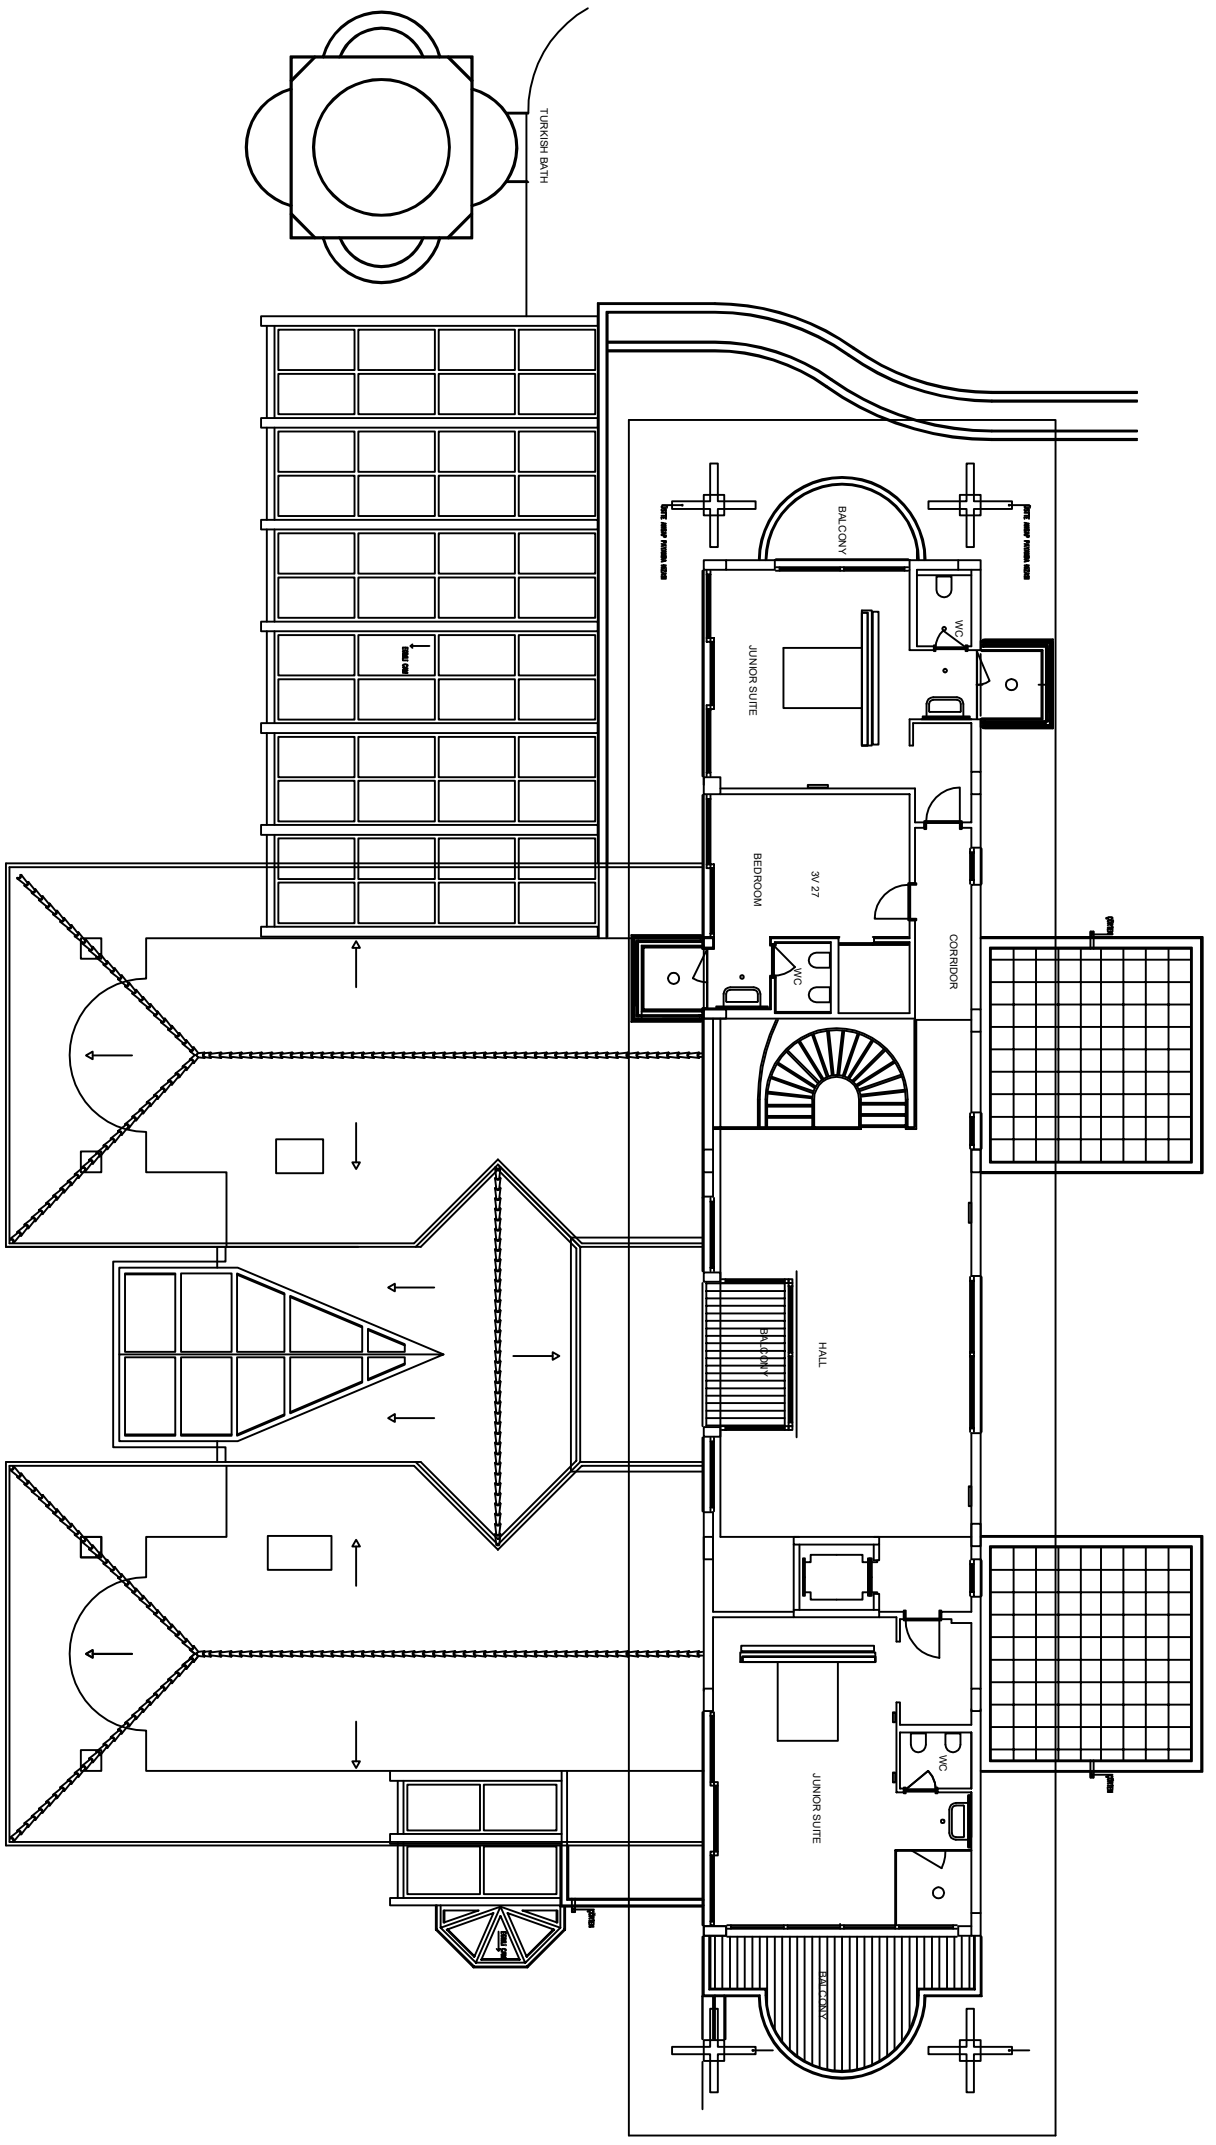 TURKISH BATH
BALCONY
WC
JUNIOR SUITE
3V 27
BEDROOM
CORRIDOR
WC
HALL
BALCONY
WC
JUNIOR SUITE
BALCONY